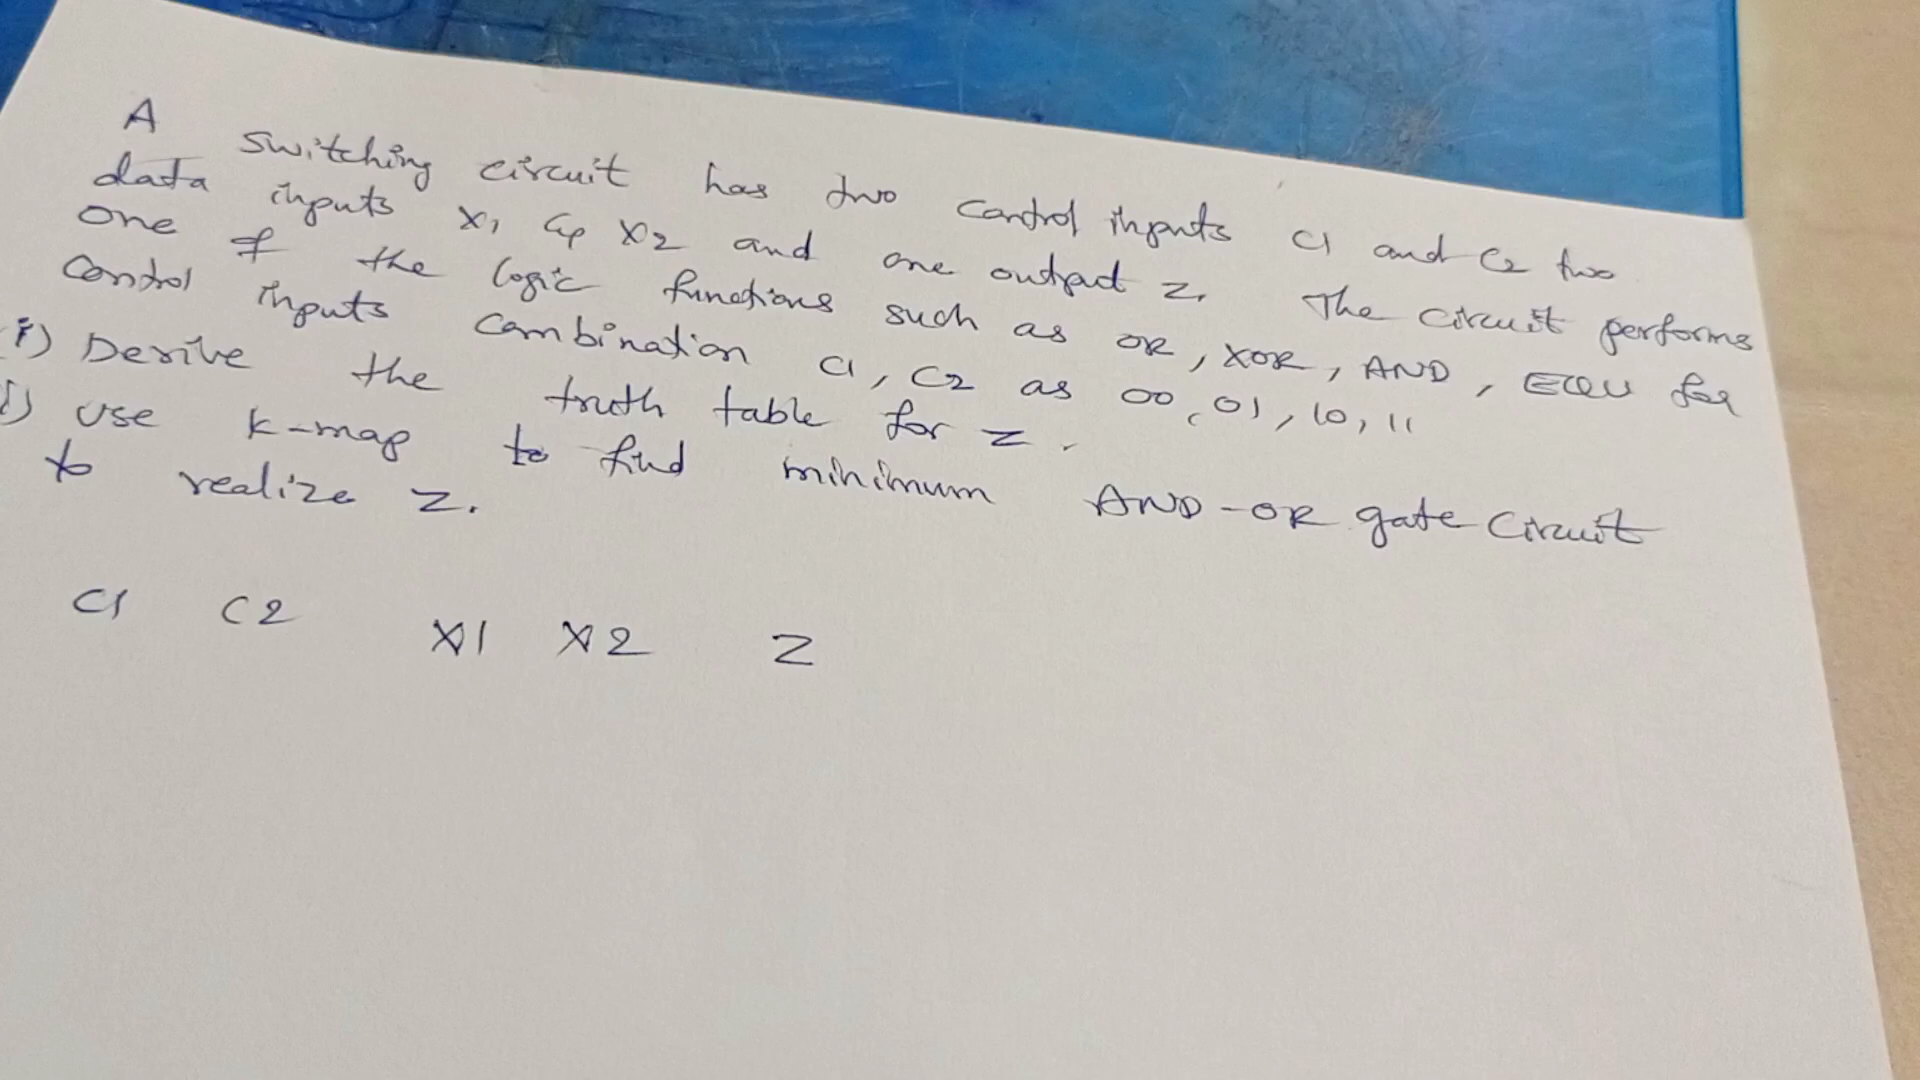 A switching circuit has two control inputs C1 and C2 two
data inputs X1 & X2 and one output Z. The circuit performs
one of the logic functions such as OR, XOR, AND, EQU for
control inputs combination C1, C2 as 00, 01, 10, 11
i) Derive the truth table for Z.
i) Use K-map to find minimum AND-OR gate circuit
to realize Z.
C1 C2 X1 X2 Z